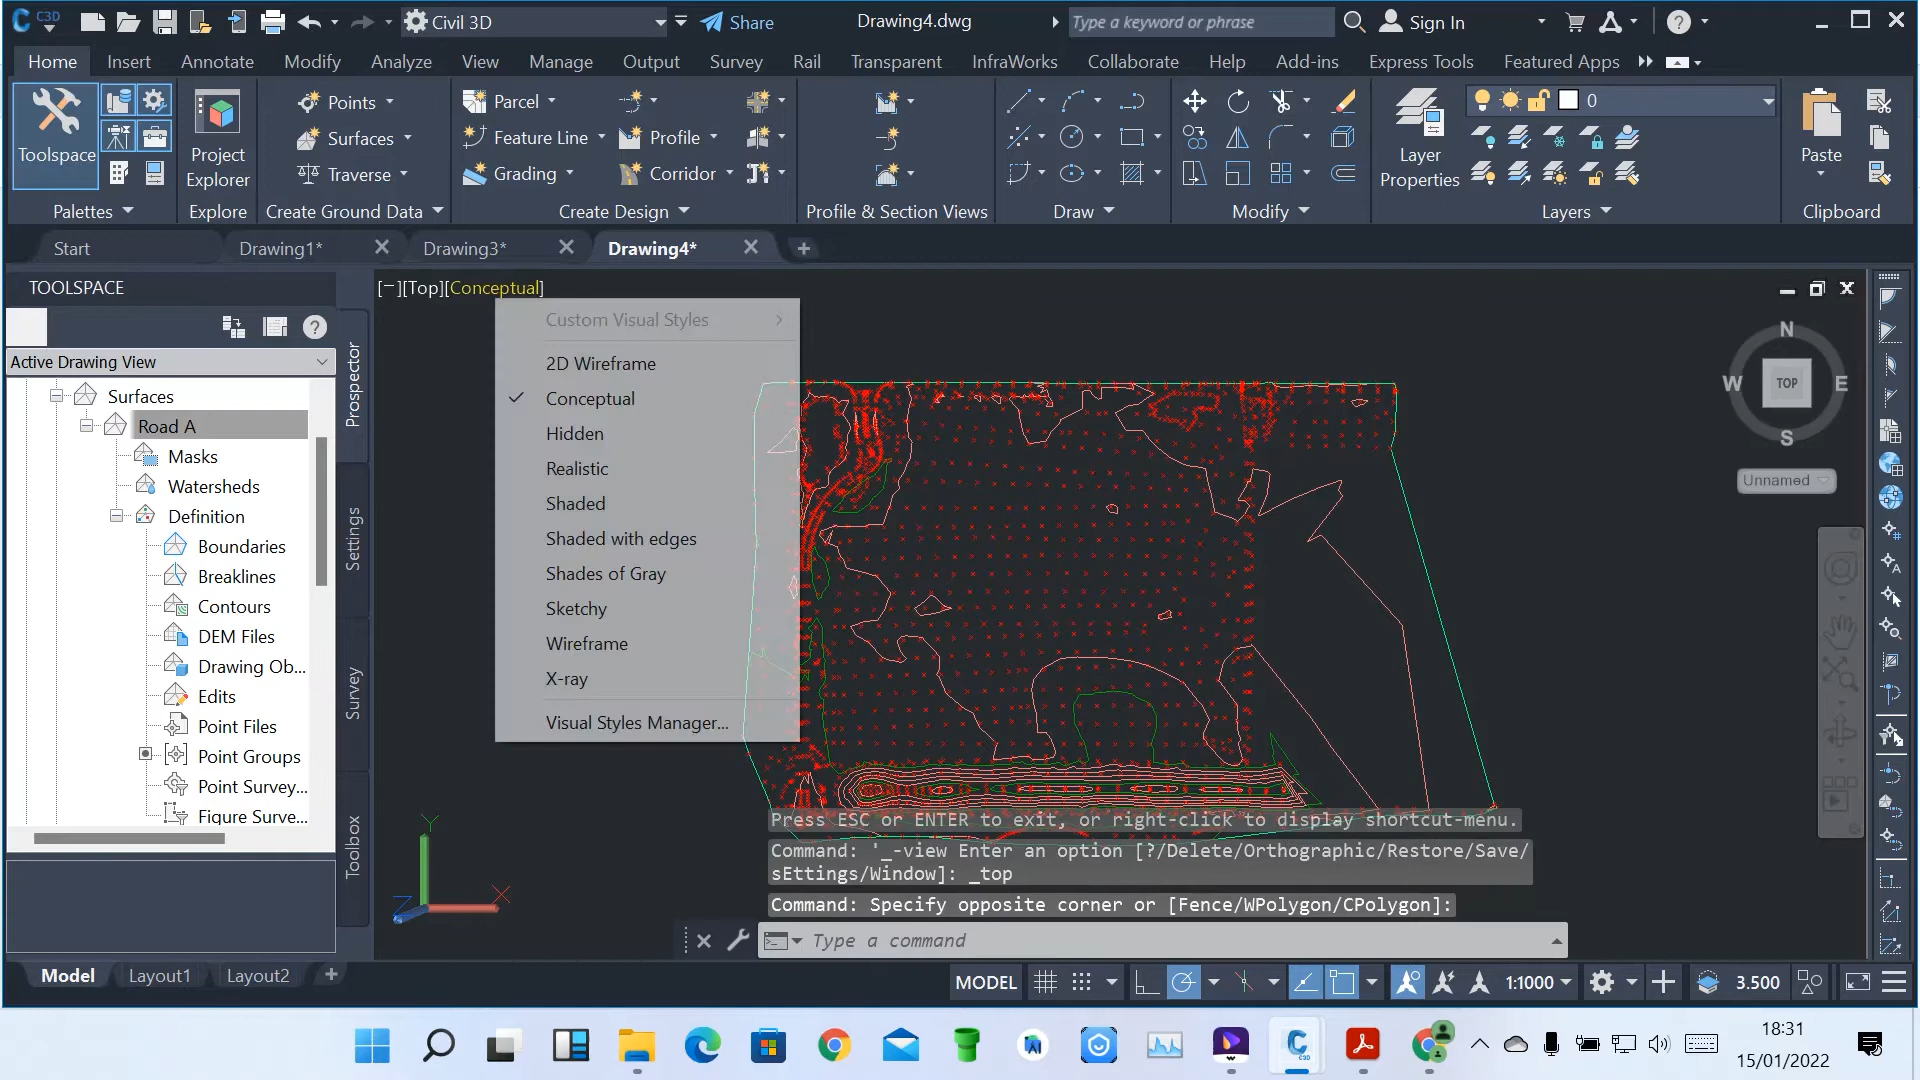 C3D Civil 3D Share Drawing4.dwg Type a keyword or phrase Sign In
Home Insert Annotate Modify Analyze View Manage Output Survey Rail Transparent InfraWorks Collaborate Help Add-ins Express Tools Featured Apps
Toolspace
Palettes
Project
Explorer
Explore
Points
Surfaces
Traverse
Create Ground Data
Parcel
Feature Line Profile
Grading Corridor
Create Design
Profile & Section Views
Draw
Modify
Layer
Properties
0
Layers
Paste
Clipboard
Start Drawing1* Drawing3* Drawing4*
TOOLSPACE
Active Drawing View
Surfaces
Road A
Masks
Watersheds
Definition
Boundaries
Breaklines
Contours
DEM Files
Drawing Ob...
Edits
Point Files
Point Groups
Point Survey...
Figure Surve...
Prospector
Settings
Survey
Toolbox
[−][Top][Conceptual]
Custom Visual Styles
2D Wireframe
Conceptual
Hidden
Realistic
Shaded
Shaded with edges
Shades of Gray
Sketchy
Wireframe
X-ray
Visual Styles Manager...
N
W TOP E
S
Unnamed
Y
X
Z
Press ESC or ENTER to exit, or right-click to display shortcut-menu.
Command: '_-view Enter an option [?/Delete/Orthographic/Restore/Save/
sEttings/Window]: _top
Command: Specify opposite corner or [Fence/WPolygon/CPolygon]:
Type a command
Model Layout1 Layout2
MODEL 1:1000 3.500
18:31
15/01/2022